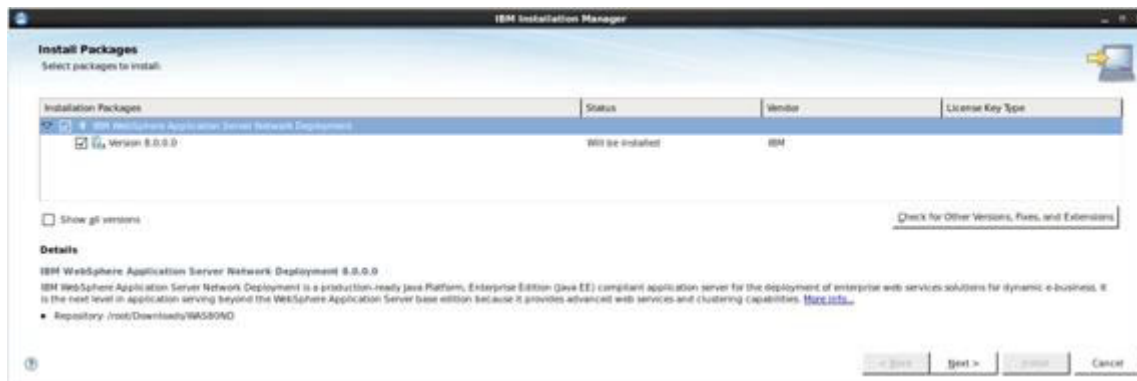 IBM Installation Manager
Install Packages
Select packages to install:
Installation Packages Status Vendor License Key Type
IBM WebSphere Application Server Network Deployment
Version 8.0.0.0 Will be installed IBM
Show all versions Check for Other Versions, Fixes, and Extensions
Details
IBM WebSphere Application Server Network Deployment 8.0.0.0
IBM WebSphere Application Server Network Deployment is a production-ready Java Platform, Enterprise Edition (Java EE) compliant application server for the deployment of enterprise web services solutions for dynamic e-business. It
is the next level in application serving beyond the WebSphere Application Server base edition because it provides advanced web services and clustering capabilities. More info...
• Repository: /root/Downloads/WAS80ND
< Back Next > Install Cancel